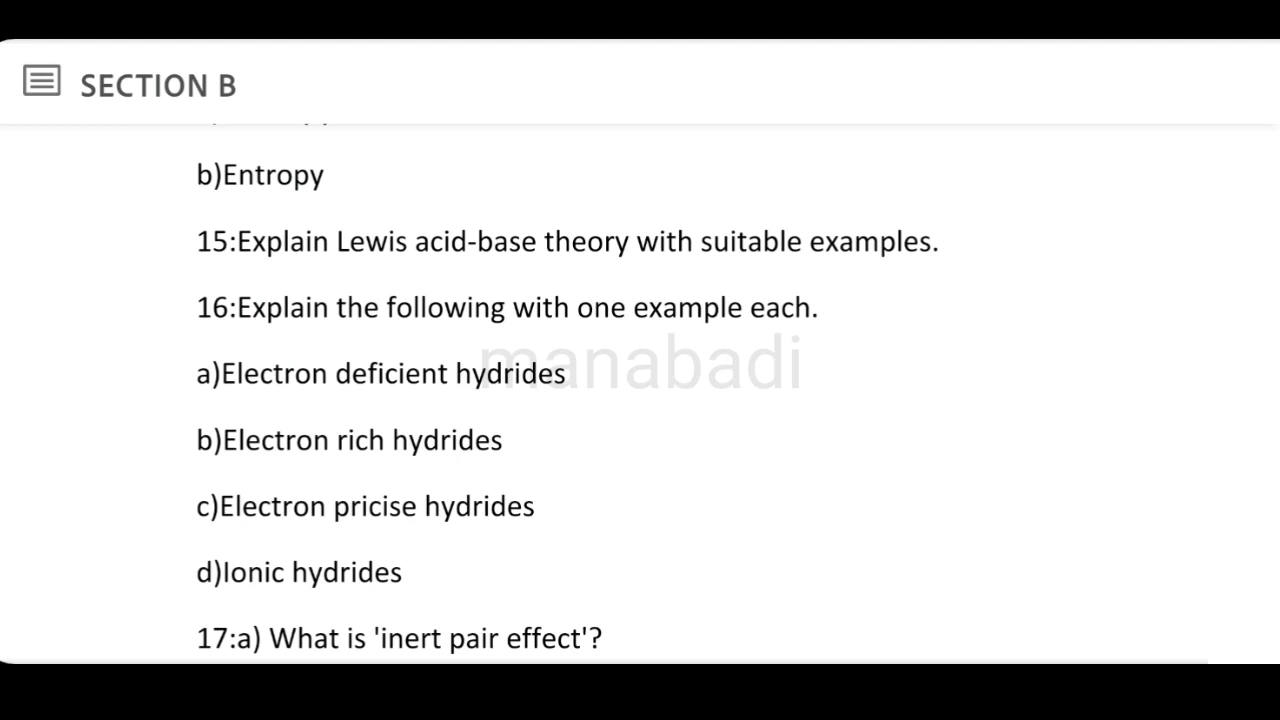 SECTION B
b)Entropy
15:Explain Lewis acid-base theory with suitable examples.
16:Explain the following with one example each.
manabadi
a)Electron deficient hydrides
b)Electron rich hydrides
c)Electron pricise hydrides
d)Ionic hydrides
17:a) What is 'inert pair effect'?